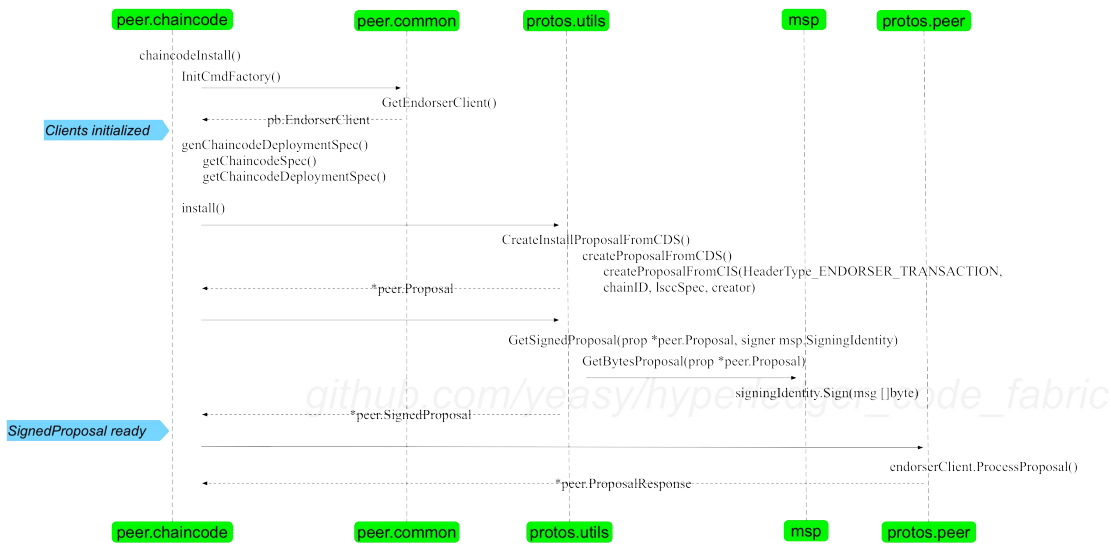 peer.chaincode peer.common protos.utils msp protos.peer
chaincodeInstall()
InitCmdFactory()
GetEndorserClient()
pb.EndorserClient
Clients initialized
genChaincodeDeploymentSpec()
getChaincodeSpec()
getChaincodeDeploymentSpec()
install()
CreateInstallProposalFromCDS()
createProposalFromCDS()
createProposalFromCIS(HeaderType_ENDORSER_TRANSACTION,
chainID, lsccSpec, creator)
*peer.Proposal
GetSignedProposal(prop *peer.Proposal, signer msp.SigningIdentity)
GetBytesProposal(prop *peer.Proposal)
signingIdentity.Sign(msg []byte)
github.com/yeasy/hyperledger_code_fabric
*peer.SignedProposal
SignedProposal ready
endorserClient.ProcessProposal()
*peer.ProposalResponse
peer.chaincode peer.common protos.utils msp protos.peer